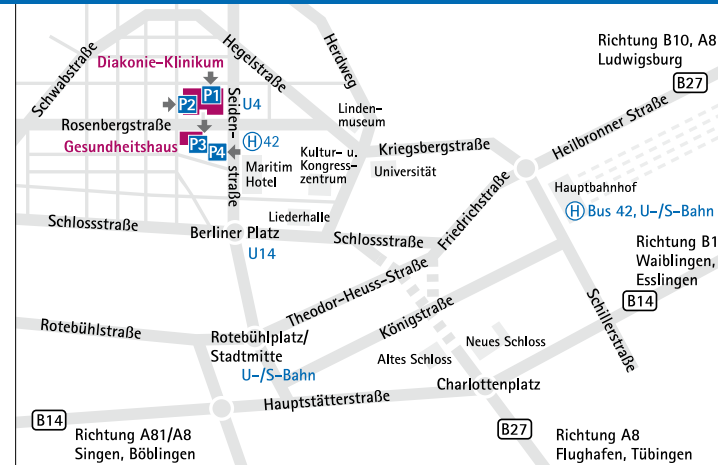 Schwabstraße
Hegelstraße
Herdweg
Richtung B10, A8
Ludwigsburg
B27
Diakonie-Klinikum
P1
P2
Seiden-
straße
U4
Linden-
museum
Heilbronner Straße
Rosenbergstraße
Gesundheitshaus
P3
P4
H 42
Maritim
Hotel
Kultur- u.
Kongress-
zentrum
Kriegsbergstraße
Universität
Friedrichstraße
Hauptbahnhof
H Bus 42, U-/S-Bahn
Schlossstraße
Liederhalle
Berliner Platz
U14
Schlossstraße
Richtung B1
Waiblingen,
Esslingen
B14
Theodor-Heuss-Straße
Königstraße
Schillerstraße
Rotebühlstraße
Rotebühlplatz/
Stadtmitte
U-/S-Bahn
Altes Schloss
Neues Schloss
Charlottenplatz
Hauptstätterstraße
B14
Richtung A81/A8
Singen, Böblingen
B27
Richtung A8
Flughafen, Tübingen